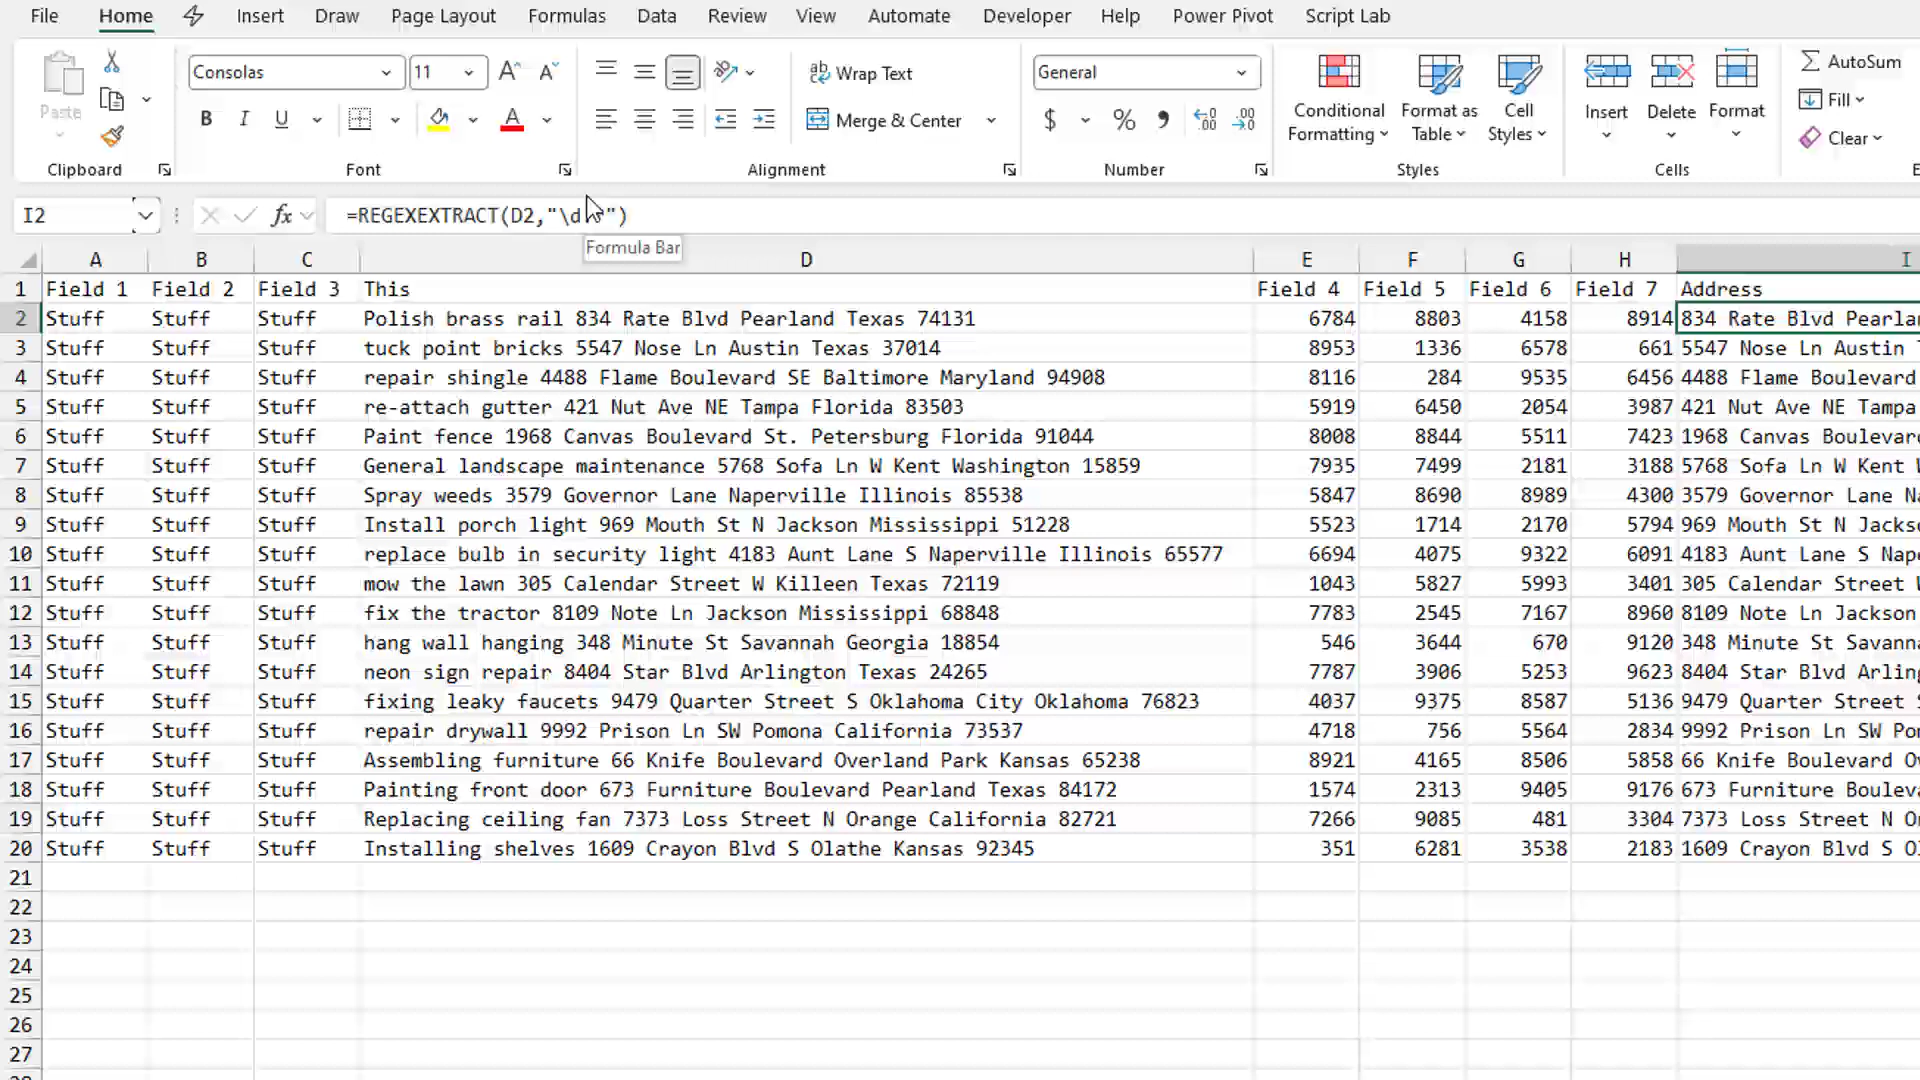 File Home Insert Draw Page Layout Formulas Data Review View Automate Developer Help Power Pivot Script Lab
Paste
Clipboard
Consolas 11
B I U
Font
Wrap Text
Merge & Center
Alignment
General
$ % ,
Number
Conditional Formatting
Format as Table
Cell Styles
Styles
Insert Delete Format
Cells
AutoSum
Fill
Clear
I2 fx =REGEXEXTRACT(D2,"\d ")
Formula Bar
A B C D E F G H I
1 Field 1 Field 2 Field 3 This Field 4 Field 5 Field 6 Field 7 Address
2 Stuff Stuff Stuff Polish brass rail 834 Rate Blvd Pearland Texas 74131 6784 8803 4158 8914 834 Rate Blvd
3 Stuff Stuff Stuff tuck point bricks 5547 Nose Ln Austin Texas 37014 8953 1336 6578 661 5547 Nose Ln Austin
4 Stuff Stuff Stuff repair shingle 4488 Flame Boulevard SE Baltimore Maryland 94908 8116 284 9535 6456 4488 Flame Boulevard
5 Stuff Stuff Stuff re-attach gutter 421 Nut Ave NE Tampa Florida 83503 5919 6450 2054 3987 421 Nut Ave NE Tampa
6 Stuff Stuff Stuff Paint fence 1968 Canvas Boulevard St. Petersburg Florida 91044 8008 8844 5511 7423 1968 Canvas
7 Stuff Stuff Stuff General landscape maintenance 5768 Sofa Ln W Kent Washington 15859 7935 7499 2181 3188 5768 Sofa Ln W Kent
8 Stuff Stuff Stuff Spray weeds 3579 Governor Lane Naperville Illinois 85538 5847 8690 8989 4300 3579 Governor Lane
9 Stuff Stuff Stuff Install porch light 969 Mouth St N Jackson Mississippi 51228 5523 1714 2170 5794 969 Mouth St N
10 Stuff Stuff Stuff replace bulb in security light 4183 Aunt Lane S Naperville Illinois 65577 6694 4075 9322 6091 4183 Aunt Lane S
11 Stuff Stuff Stuff mow the lawn 305 Calendar Street W Killeen Texas 72119 1043 5827 5993 3401 305 Calendar Street
12 Stuff Stuff Stuff fix the tractor 8109 Note Ln Jackson Mississippi 68848 7783 2545 7167 8960 8109 Note Ln Jackson
13 Stuff Stuff Stuff hang wall hanging 348 Minute St Savannah Georgia 18854 546 3644 670 9120 348 Minute St
14 Stuff Stuff Stuff neon sign repair 8404 Star Blvd Arlington Texas 24265 7787 3906 5253 9623 8404 Star Blvd
15 Stuff Stuff Stuff fixing leaky faucets 9479 Quarter Street S Oklahoma City Oklahoma 76823 4037 9375 8587 5136 9479 Quarter Street
16 Stuff Stuff Stuff repair drywall 9992 Prison Ln SW Pomona California 73537 4718 756 5564 2834 9992 Prison Ln SW
17 Stuff Stuff Stuff Assembling furniture 66 Knife Boulevard Overland Park Kansas 65238 8921 4165 8506 5858 66 Knife Boulevard
18 Stuff Stuff Stuff Painting front door 673 Furniture Boulevard Pearland Texas 84172 1574 2313 9405 9176 673 Furniture
19 Stuff Stuff Stuff Replacing ceiling fan 7373 Loss Street N Orange California 82721 7266 9085 481 3304 7373 Loss Street N
20 Stuff Stuff Stuff Installing shelves 1609 Crayon Blvd S Olathe Kansas 92345 351 6281 3538 2183 1609 Crayon Blvd S
21
22
23
24
25
26
27